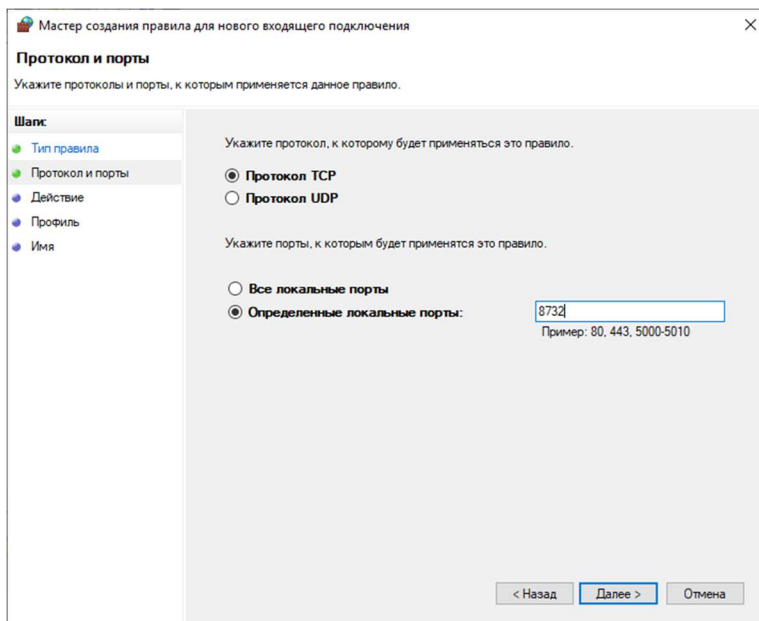 Мастер создания правила для нового входящего подключения
Протокол и порты
Укажите протоколы и порты, к которым применяется данное правило.
Шаги:
Тип правила
Протокол и порты
Действие
Профиль
Имя
Укажите протокол, к которому будет применяться это правило.
Протокол TCP
Протокол UDP
Укажите порты, к которым будет применятся это правило.
Все локальные порты
Определенные локальные порты:
8732
Пример: 80, 443, 5000-5010
< Назад Далее > Отмена